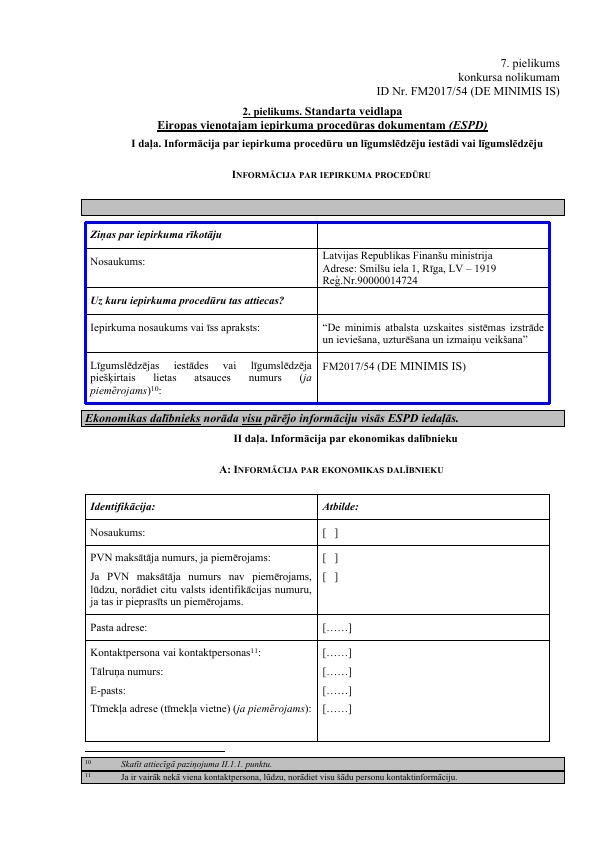 7. pielikums
konkursa nolikumam
ID Nr. FM2017/54 (DE MINIMIS IS)
2. pielikums. Standarta veidlapa
Eiropas vienotajam iepirkuma procedūras dokumentam (ESPD)
I daļa. Informācija par iepirkuma procedūru un līgumslēdzēju iestādi vai līgumslēdzēju
INFORMĀCIJA PAR IEPIRKUMA PROCEDŪRU
Ziņas par iepirkuma rīkotāju
Nosaukums:
Latvijas Republikas Finanšu ministrija
Adrese: Smilšu iela 1, Rīga, LV – 1919
Reģ.Nr.90000014724
Uz kuru iepirkuma procedūru tas attiecas?
Iepirkuma nosaukums vai īss apraksts:
“De minimis atbalsta uzskaites sistēmas izstrāde
un ieviešana, uzturēšana un izmaiņu veikšana”
Līgumslēdzējas iestādes vai līgumslēdzēja
piešķirtais lietas atsauces numurs (ja
piemērojams)10:
FM2017/54 (DE MINIMIS IS)
Ekonomikas dalībnieks norāda visu pārējo informāciju visās ESPD iedaļās.
II daļa. Informācija par ekonomikas dalībnieku
A: INFORMĀCIJA PAR EKONOMIKAS DALĪBNIEKU
Identifikācija:
Atbilde:
Nosaukums:
[ ]
PVN maksātāja numurs, ja piemērojams:
[ ]
Ja PVN maksātāja numurs nav piemērojams,
lūdzu, norādiet citu valsts identifikācijas numuru,
ja tas ir pieprasīts un piemērojams.
[ ]
Pasta adrese:
[……]
Kontaktpersona vai kontaktpersonas11:
[……]
Tālruņa numurs:
[……]
E-pasts:
[……]
Tīmekļa adrese (tīmekļa vietne) (ja piemērojams):
[……]
10 Skatīt attiecīgā paziņojuma II.1.1. punktu.
11 Ja ir vairāk nekā viena kontaktpersona, lūdzu, norādiet visu šādu personu kontaktinformāciju.